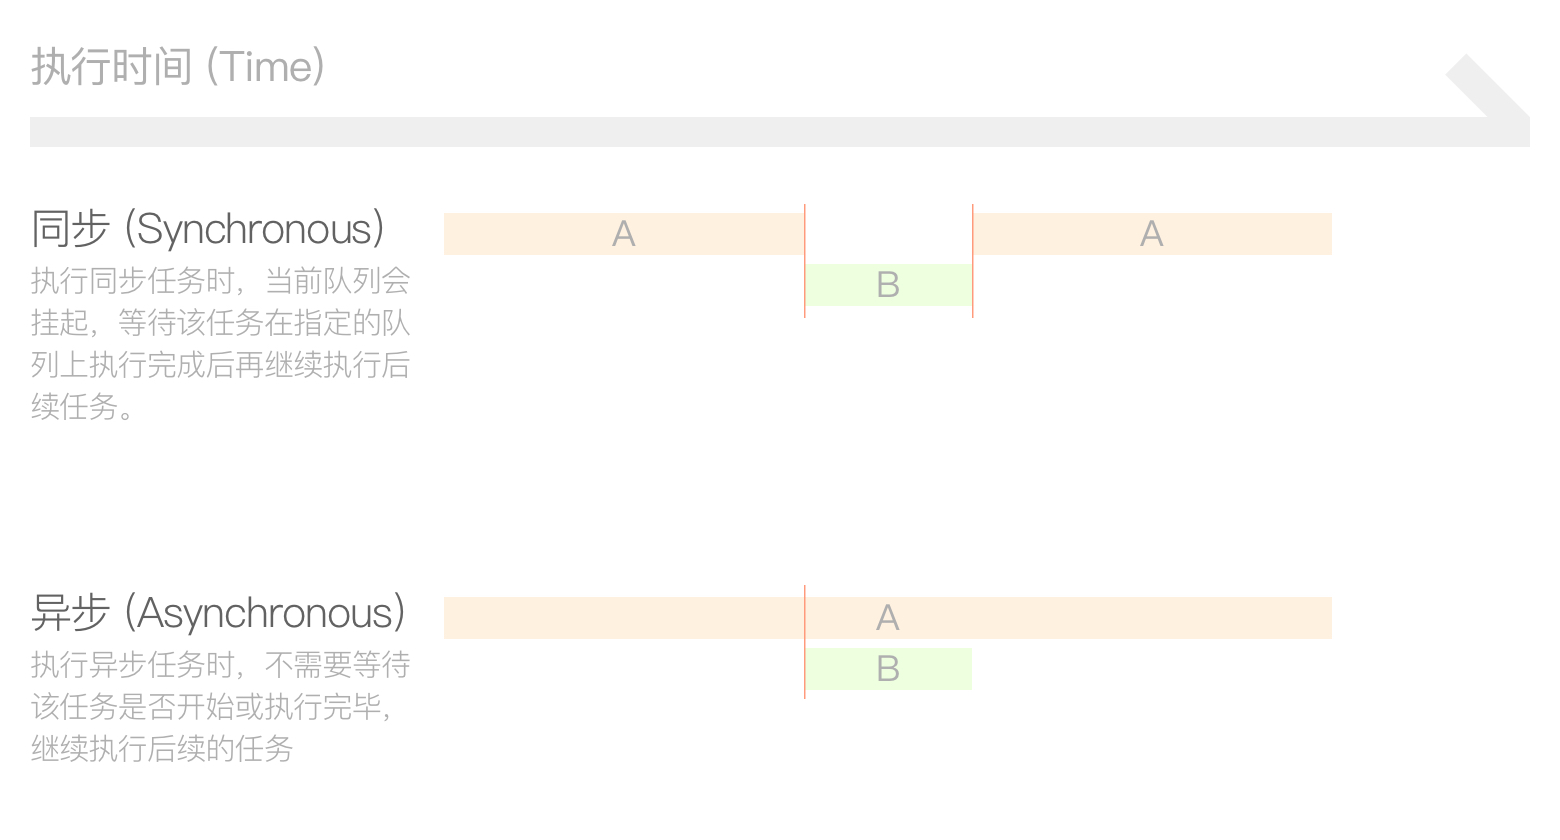 执行时间 (Time)
同步 (Synchronous)
执行同步任务时，当前队列会
挂起，等待该任务在指定的队
列上执行完成后再继续执行后
续任务。
A
A
B
异步 (Asynchronous)
执行异步任务时，不需要等待
该任务是否开始或执行完毕，
继续执行后续的任务
A
B